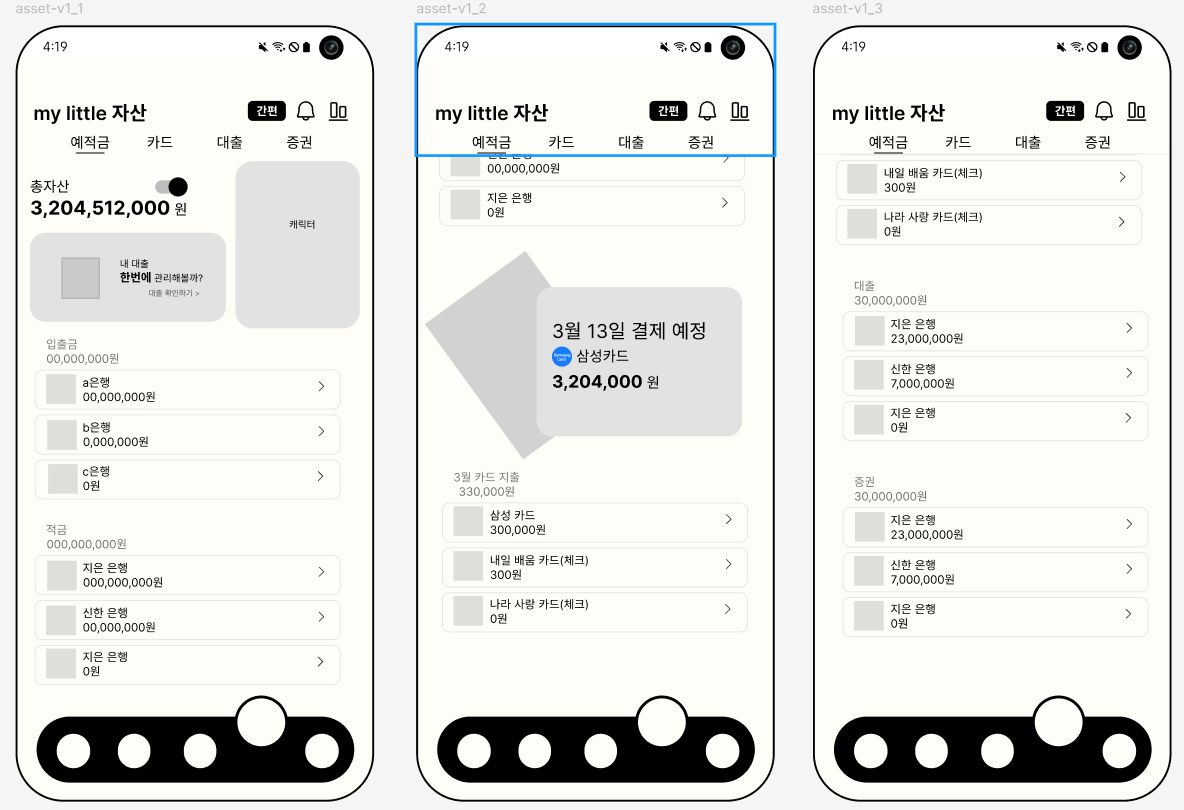 asset-v1_1
4:19
my little 자산
간편
예적금 카드 대출 증권
총자산
3,204,512,000 원
캐릭터
내 대출
한번에 관리해볼까?
대출 확인하기 >
입출금
00,000,000원
a은행
00,000,000원
b은행
0,000,000원
c은행
0원
적금
000,000,000원
지은 은행
000,000,000원
신한 은행
00,000,000원
지은 은행
0원
asset-v1_2
4:19
my little 자산
간편
예적금 카드 대출 증권
00,000,000원
지은 은행
0원
3월 13일 결제 예정
삼성카드
3,204,000 원
3월 카드 지출
330,000원
삼성 카드
300,000원
내일 배움 카드(체크)
300원
나라 사랑 카드(체크)
0원
asset-v1_3
4:19
my little 자산
간편
예적금 카드 대출 증권
내일 배움 카드(체크)
300원
나라 사랑 카드(체크)
0원
대출
30,000,000원
지은 은행
23,000,000원
신한 은행
7,000,000원
지은 은행
0원
증권
30,000,000원
지은 은행
23,000,000원
신한 은행
7,000,000원
지은 은행
0원